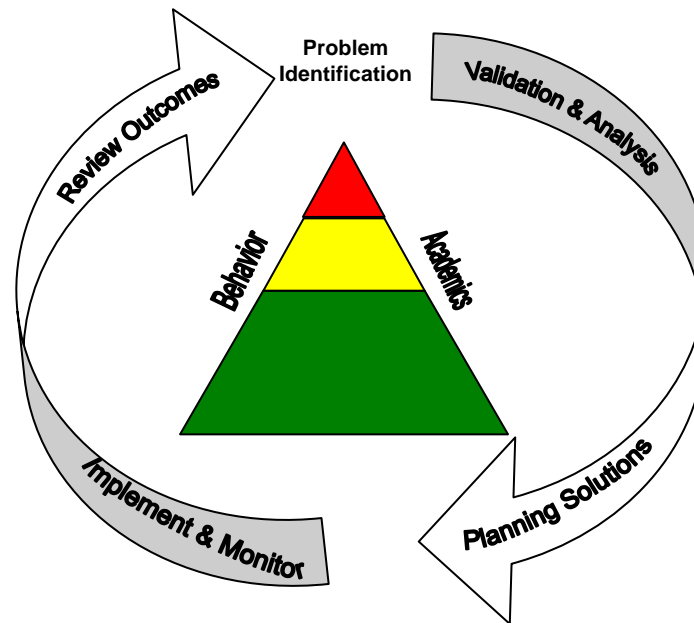 Problem
Identification
Validation & Analysis
Planning Solutions
Implement & Monitor
Review Outcomes
Behavior
Academics